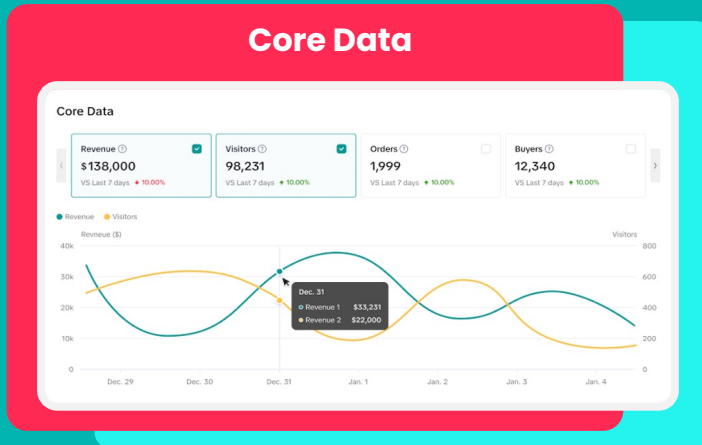 Core Data
Core Data
Revenue
$138,000
VS Last 7 days 10.00%
Visitors
98,231
VS Last 7 days 10.00%
Orders
1,999
VS Last 7 days 10.00%
Buyers
12,340
VS Last 7 days 10.00%
Revenue Visitors
Revneue ($) Visitors
40k 800
30k 600
20k 400
10k 200
0 0
Dec. 31
Revenue 1 $33,231
Revenue 2 $22,000
Dec. 29 Dec. 30 Dec. 31 Jan. 1 Jan. 2 Jan. 3 Jan. 4